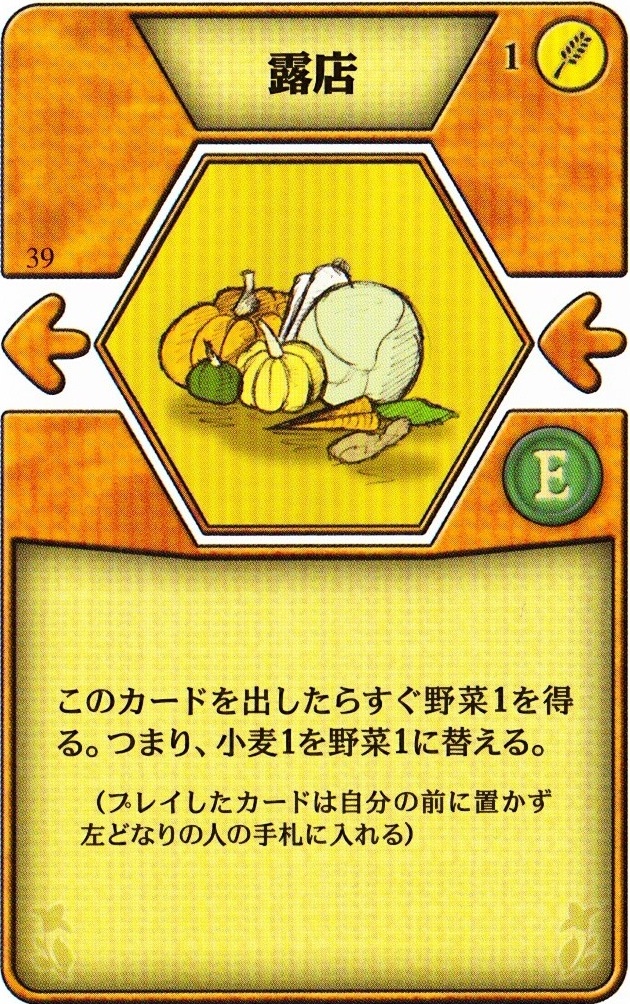 露店
1
39
E
このカードを出したらすぐ野菜1を得
る。つまり、小麦1を野菜1に替える。
（プレイしたカードは自分の前に置かず
左どなりの人の手札に入れる）